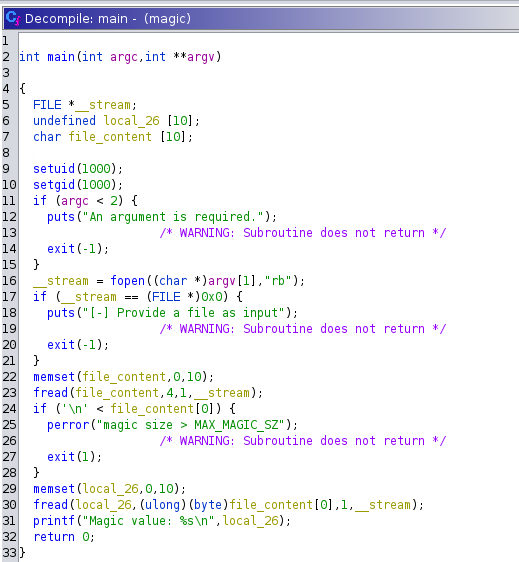 Decompile: main - (magic)
1
2 int main(int argc,int **argv)
3
4 {
5   FILE *__stream;
6   undefined local_26 [10];
7   char file_content [10];
8
9   setuid(1000);
10   setgid(1000);
11   if (argc < 2) {
12     puts("An argument is required.");
13                     /* WARNING: Subroutine does not return */
14     exit(-1);
15   }
16   __stream = fopen((char *)argv[1],"rb");
17   if (__stream == (FILE *)0x0) {
18     puts("[-] Provide a file as input");
19                     /* WARNING: Subroutine does not return */
20     exit(-1);
21   }
22   memset(file_content,0,10);
23   fread(file_content,4,1,__stream);
24   if ('\n' < file_content[0]) {
25     perror("magic size > MAX_MAGIC_SZ");
26                     /* WARNING: Subroutine does not return */
27     exit(1);
28   }
29   memset(local_26,0,10);
30   fread(local_26,(ulong)(byte)file_content[0],1,__stream);
31   printf("Magic value: %s\n",local_26);
32   return 0;
33 }